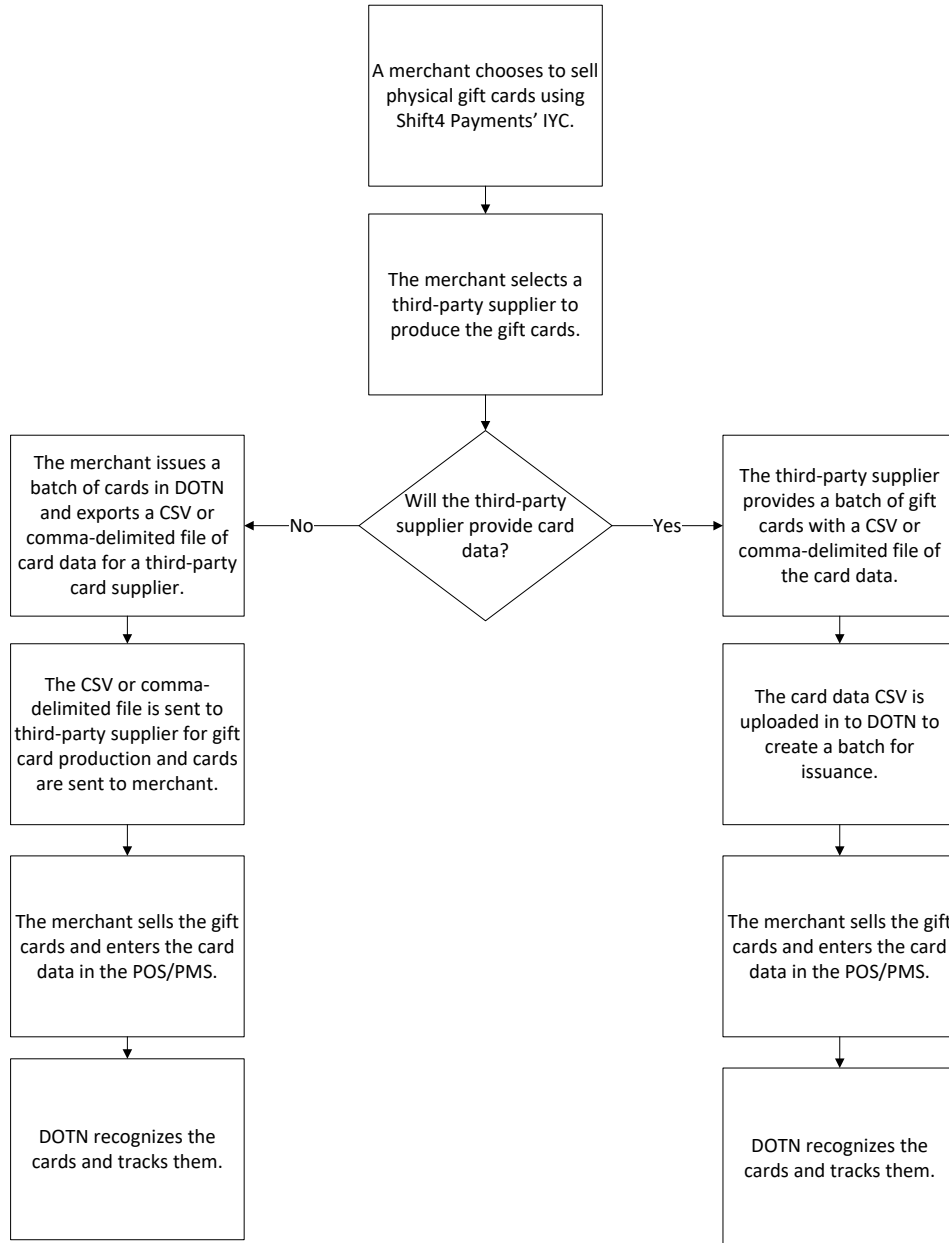 A merchant chooses to sell
physical gift cards using
Shift4 Payments’ IYC.
The merchant selects a
third-party supplier to
produce the gift cards.
Will the third-party
supplier provide card
data?
No
Yes
The merchant issues a
batch of cards in DOTN
and exports a CSV or
comma-delimited file of
card data for a third-party
card supplier.
The CSV or comma-
delimited file is sent to
third-party supplier for gift
card production and cards
are sent to merchant.
The merchant sells the gift
cards and enters the card
data in the POS/PMS.
DOTN recognizes the
cards and tracks them.
The third-party supplier
provides a batch of gift
cards with a CSV or
comma-delimited file of
the card data.
The card data CSV is
uploaded in to DOTN to
create a batch for
issuance.
The merchant sells the gift
cards and enters the card
data in the POS/PMS.
DOTN recognizes the
cards and tracks them.